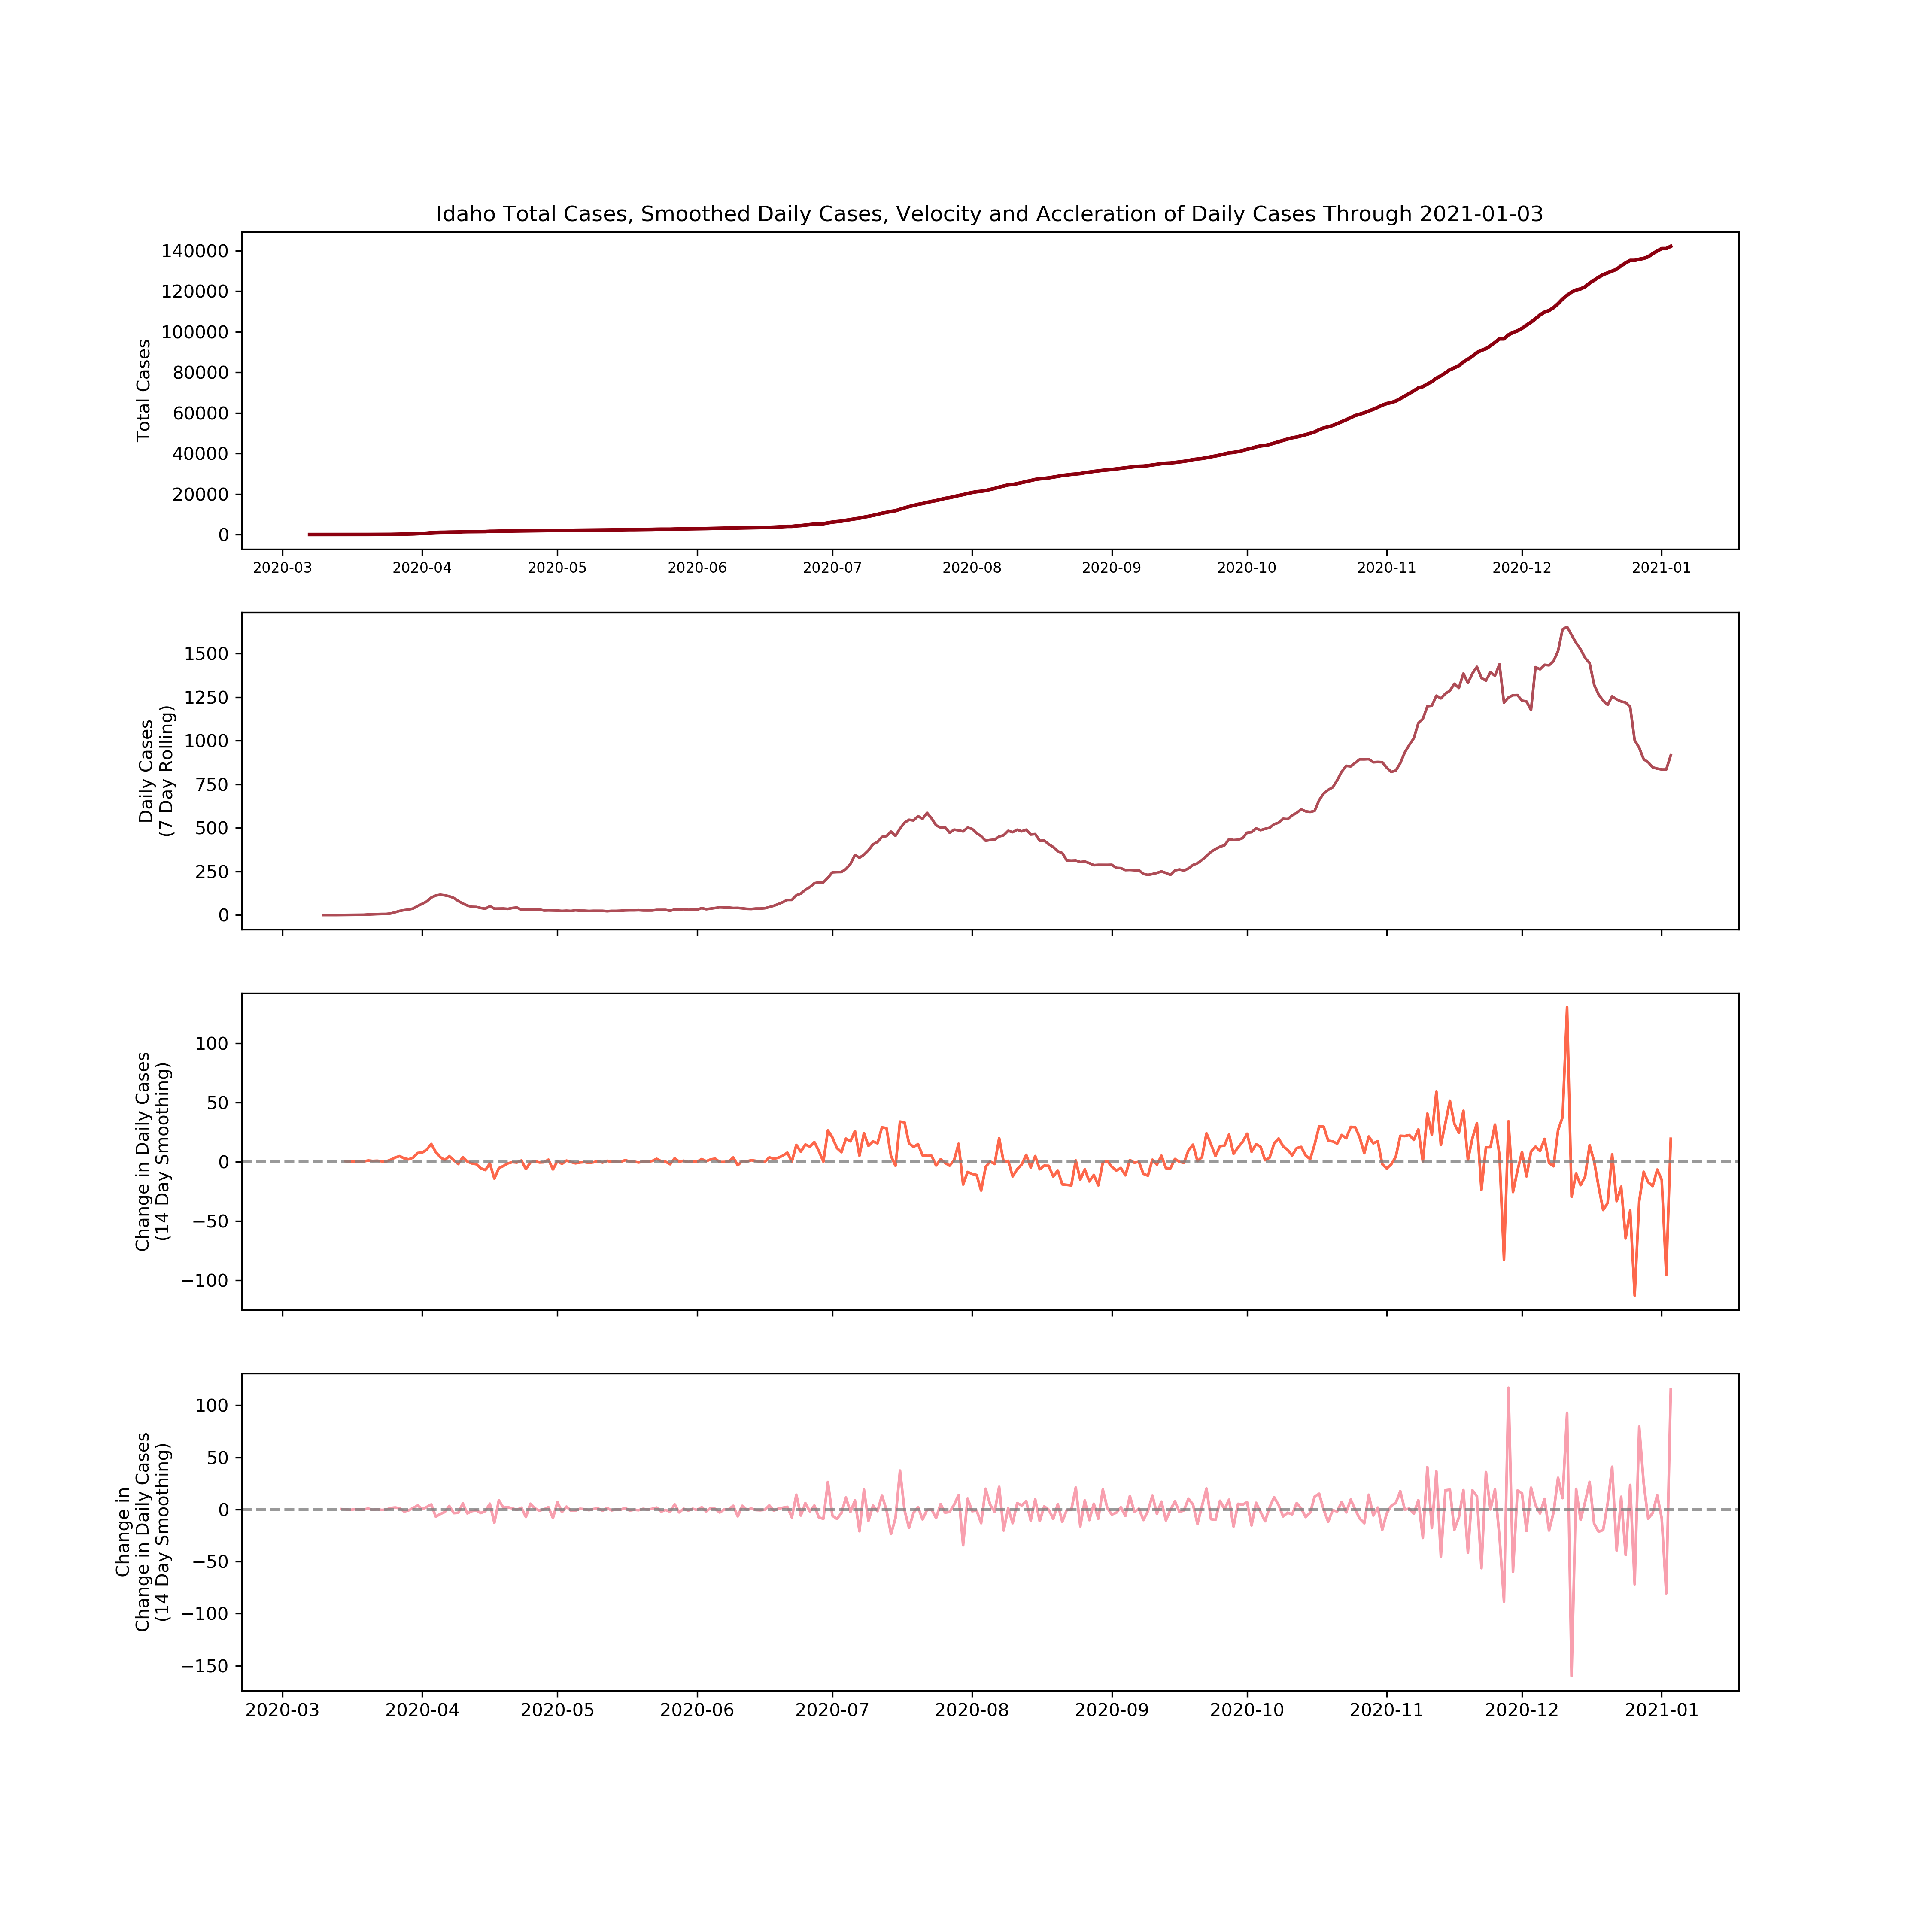 Idaho Total Cases, Smoothed Daily Cases, Velocity and Accleration of Daily Cases Through 2021-01-03
Total Cases
140000
120000
100000
80000
60000
40000
20000
0
2020-03 2020-04 2020-05 2020-06 2020-07 2020-08 2020-09 2020-10 2020-11 2020-12 2021-01
Daily Cases
(7 Day Rolling)
1500
1250
1000
750
500
250
0
Change in Daily Cases
(14 Day Smoothing)
100
50
0
−50
−100
Change in
Change in Daily Cases
(14 Day Smoothing)
100
50
0
−50
−100
−150
2020-03 2020-04 2020-05 2020-06 2020-07 2020-08 2020-09 2020-10 2020-11 2020-12 2021-01